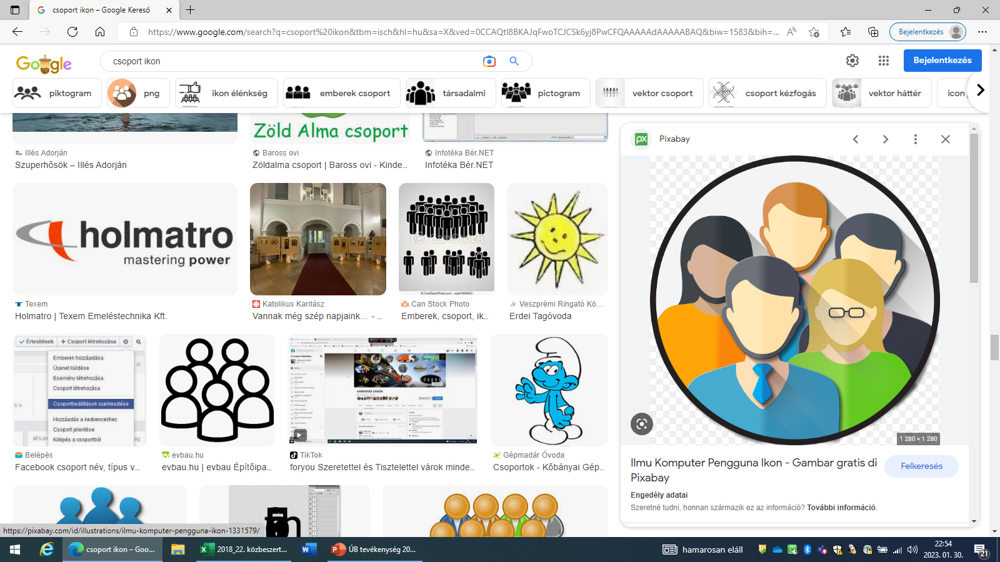 csoport ikon – Google Kereső
https://www.google.com/search?q=csoport%20ikon&tbm=isch&hl=hu&sa=X&ved=0CCAQtI8BKAJqFwoTCJCSk6yj8PwCFQAAAAAdAAAAABAQ&biw=1583&bih=...
Bejelentkezés
Google
csoport ikon
Bejelentkezés
piktogram
png
ikon élénkség
emberek csoport
társadalmi
pictogram
vektor csoport
csoport kézfogás
vektor háttér
icon
Zöld Alma csoport
Illés Adorján
Szuperhősök – Illés Adorján
Baross ovi
Zöldalma csoport | Baross ovi - Kinde...
Infotéka Bér.NET
Infotéka Bér.NET
px
Pixabay
holmatro
mastering power
CanStock
© CanStockPhoto.com
Texem
Holmatro | Texem Emeléstechnika Kft.
Katolikus Karitász
Vannak még szép napjaink... - ...
Can Stock Photo
Emberek, csoport, ik...
Veszprémi Ringató Kö...
Erdei Tagóvoda
Értesítések
+ Csoport létrehozása
Emberek hozzáadása
Üzenet küldése
Esemény létrehozása
Csoport létrehozása
Csoportbeállítások szerkesztése
Hozzáadás a kedvencekhez
Csoport jelentése
Kilépés a csoportból
KAMIONOS VIDEÓK
Belépés
Facebook csoport név, típus v...
evbau.hu
evbau.hu | evbau Építőipa...
TikTok
foryou Szeretettel és Tisztelettel várok minde...
Gépmadár Óvoda
Csoportok - Kőbányai Gép...
1 280 × 1 280
Ilmu Komputer Pengguna Ikon - Gambar gratis di
Pixabay
Felkeresés
Engedély adatai
Szeretné tudni, honnan származik ez az információ? További információ.
https://pixabay.com/id/illustrations/ilmu-komputer-pengguna-ikon-1331579/
csoport ikon – Goo...
2018_22. közbeszert...
ÜB tevékenység 20...
hamarosan eláll
22:54
2023. 01. 30.
21